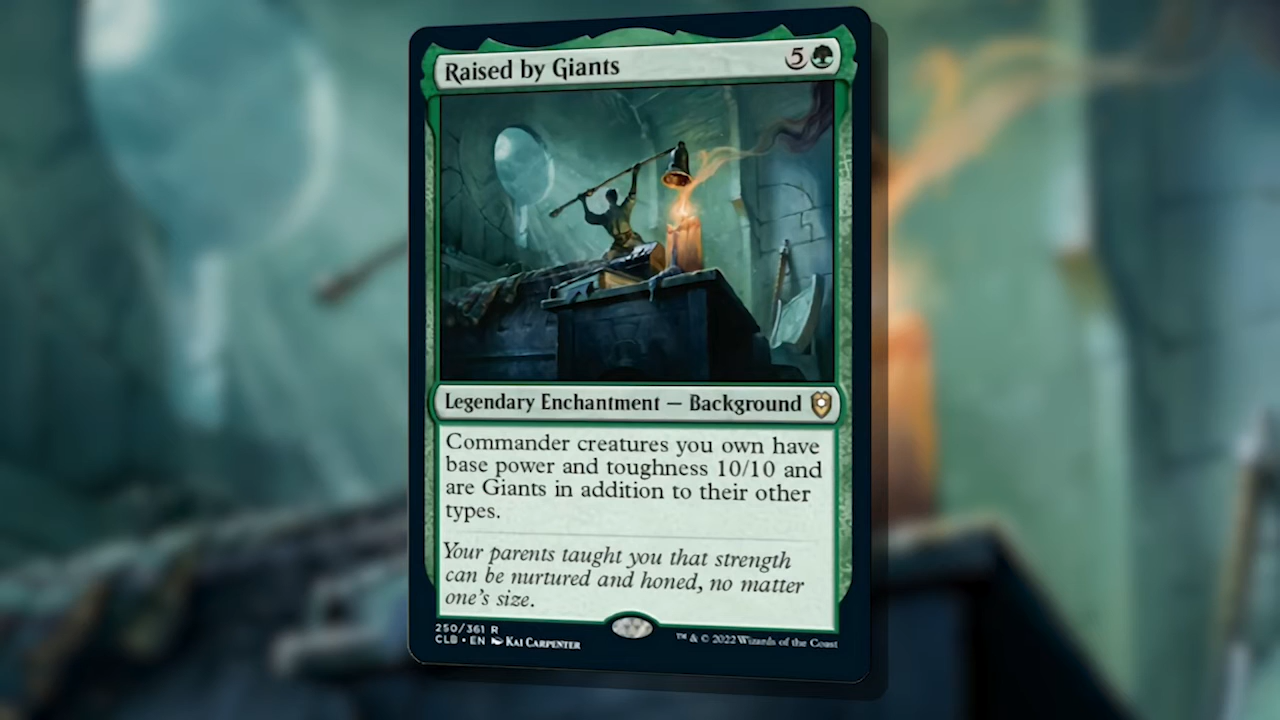 Raised by Giants
5
Legendary Enchantment — Background
Commander creatures you own have
base power and toughness 10/10 and
are Giants in addition to their other
types.
Your parents taught you that strength
can be nurtured and honed, no matter
one's size.
250/361 R
CLB • EN Kai Carpenter
™ & © 2022 Wizards of the Coast